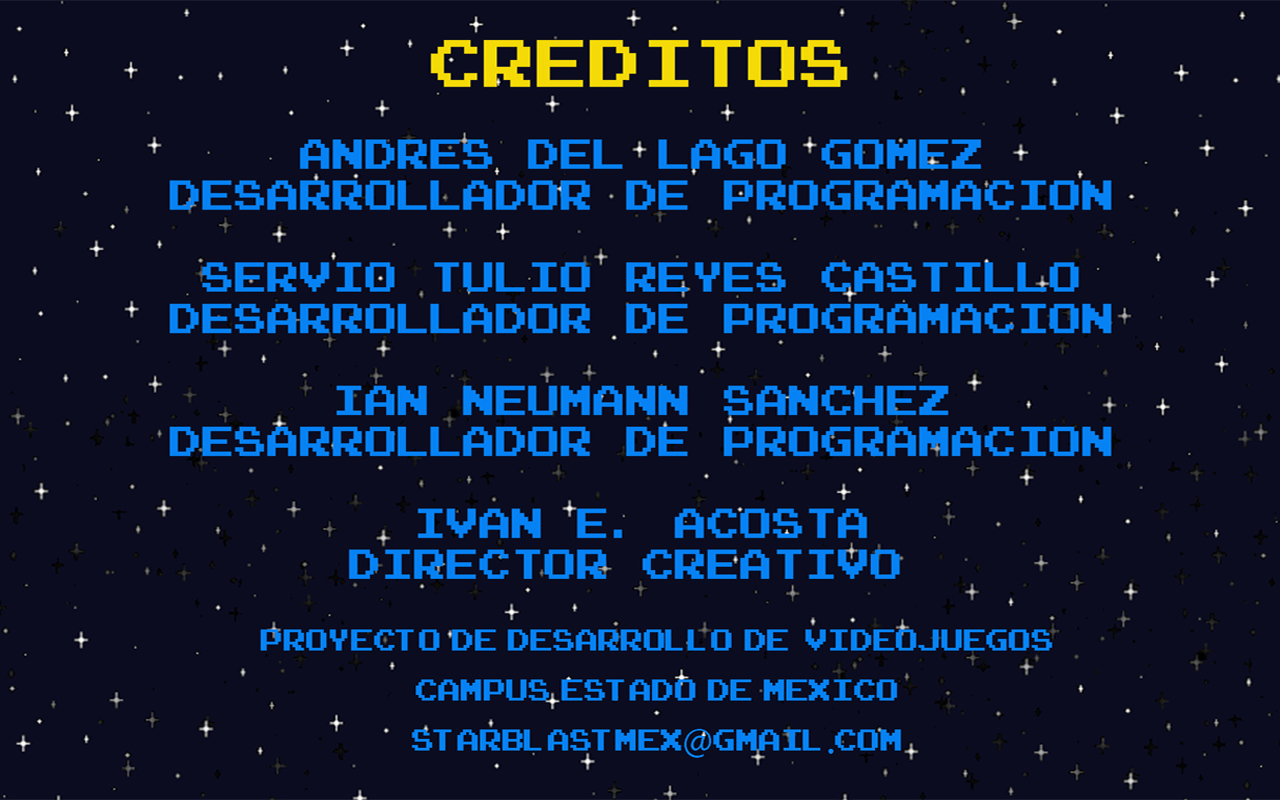 CREDITOS
ANDRES DEL LAGO GOMEZ
DESARROLLADOR DE PROGRAMACION
SERVIO TULIO REYES CASTILLO
DESARROLLADOR DE PROGRAMACION
IAN NEUMANN SANCHEZ
DESARROLLADOR DE PROGRAMACION
IVAN E. ACOSTA
DIRECTOR CREATIVO
PROYECTO DE DESARROLLO DE VIDEOJUEGOS
CAMPUS ESTADO DE MEXICO
STARBLASTMEX@GMAIL.COM